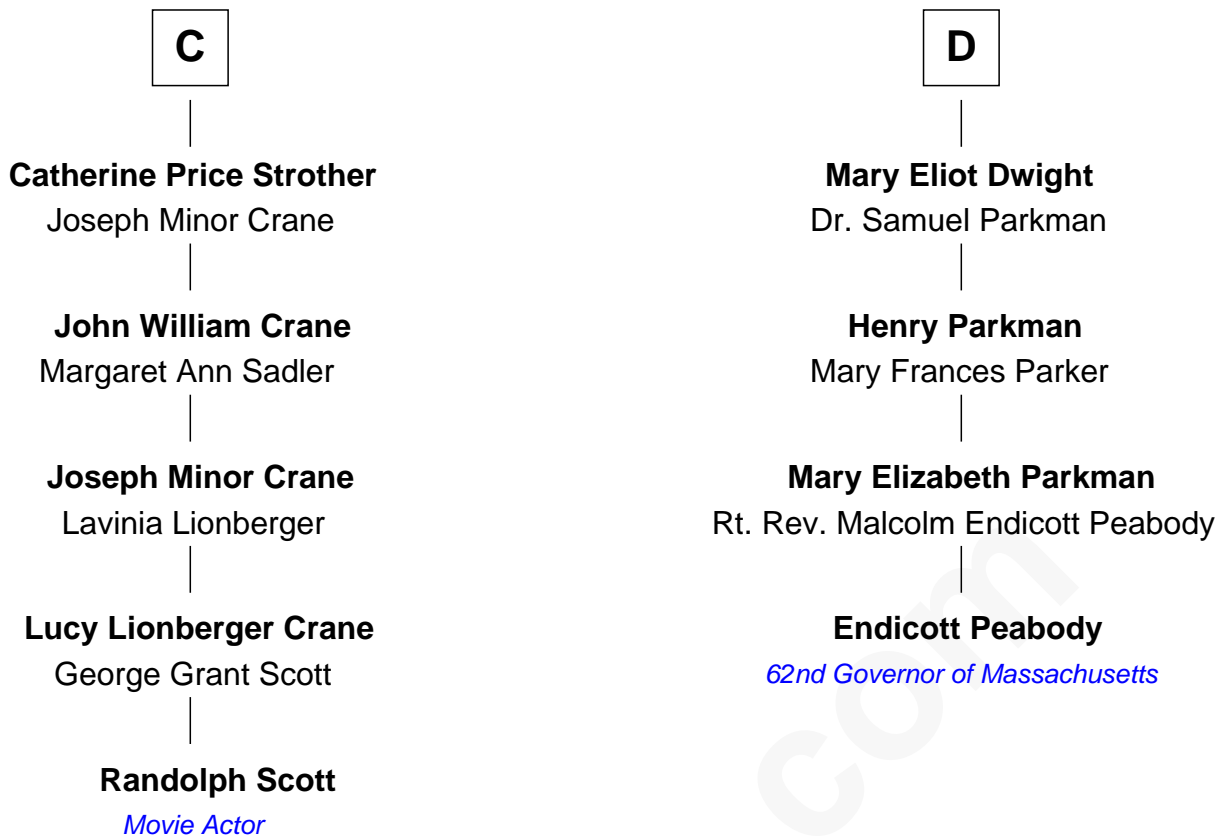 C
Catherine Price Strother
Joseph Minor Crane
John William Crane
Margaret Ann Sadler
Joseph Minor Crane
Lavinia Lionberger
Lucy Lionberger Crane
George Grant Scott
Randolph Scott
Movie Actor
D
Mary Eliot Dwight
Dr. Samuel Parkman
Henry Parkman
Mary Frances Parker
Mary Elizabeth Parkman
Rt. Rev. Malcolm Endicott Peabody
Endicott Peabody
62nd Governor of Massachusetts
com